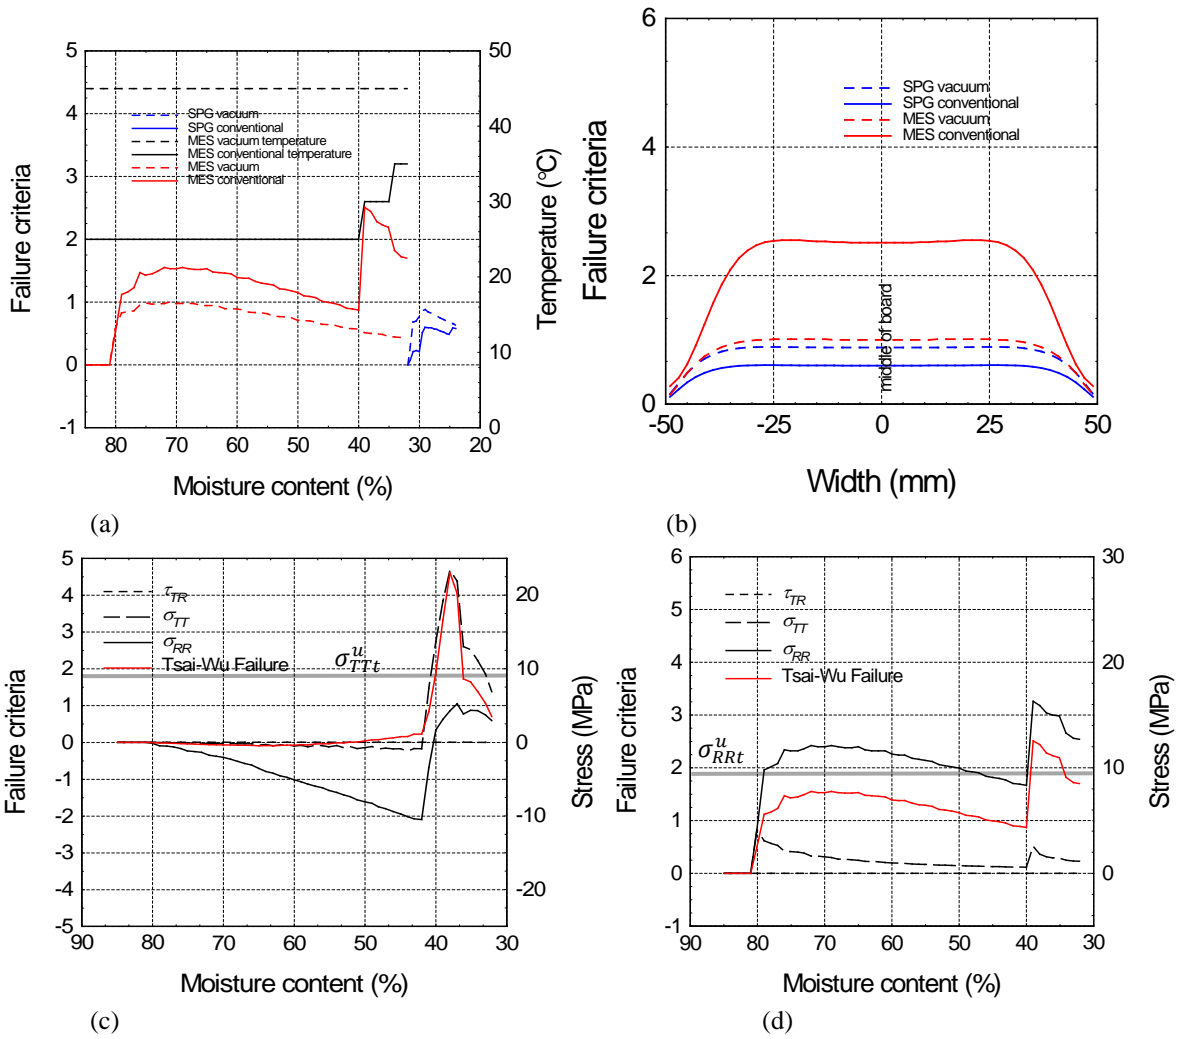 5
4
3
2
1
0
-1
50
40
30
20
10
0
80
70
60
50
40
30
20
Failure criteria
Temperature (°C)
Moisture content (%)
SPG vacuum
SPG conventional
MES vacuum temperature
MES conventional temperature
MES vacuum
MES conventional
(a)
6
4
2
0
-50
-25
0
25
50
Failure criteria
Width (mm)
SPG vacuum
SPG conventional
MES vacuum
MES conventional
middle of board
(b)
5
4
3
2
1
0
-1
-2
-3
-4
-5
20
10
0
-10
-20
90
80
70
60
50
40
30
Failure criteria
Stress (MPa)
Moisture content (%)
τTR
σTT
σRR
Tsai-Wu Failure
σᵘTTt
(c)
6
5
4
3
2
1
0
-1
30
20
10
0
90
80
70
60
50
40
30
Failure criteria
Stress (MPa)
Moisture content (%)
τTR
σTT
σRR
Tsai-Wu Failure
σᵘRRt
(d)